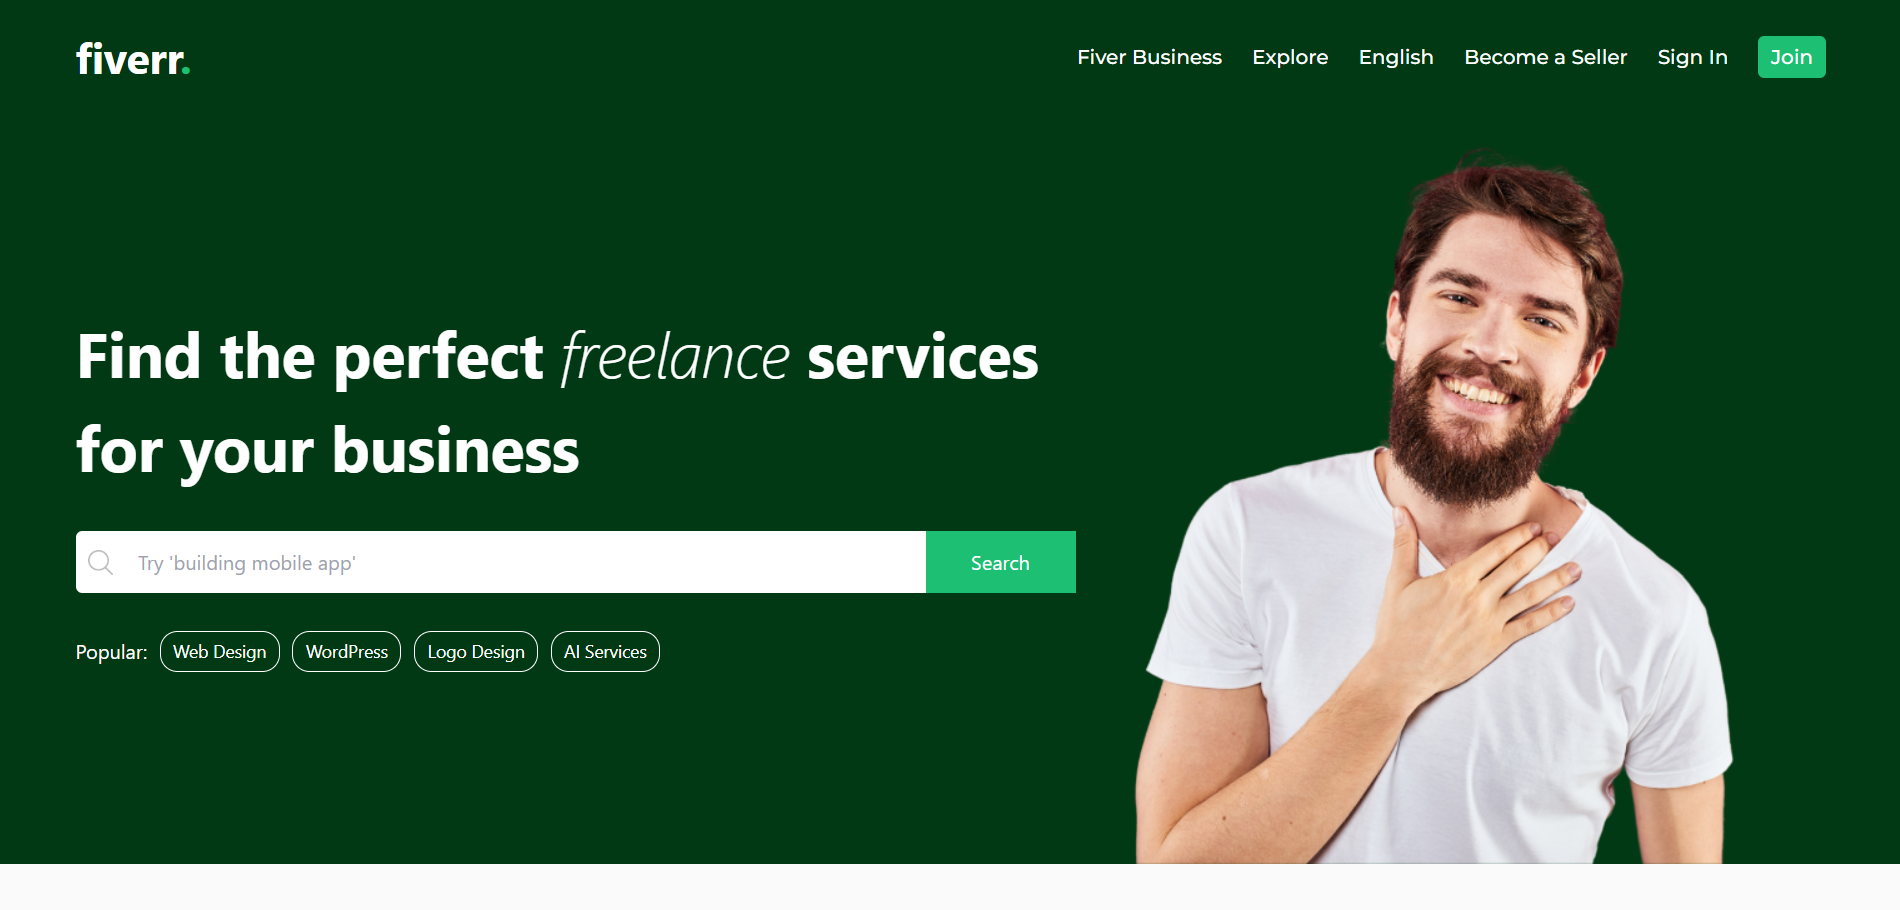 fiverr.
Fiver Business Explore English Become a Seller Sign In Join
Find the perfect freelance services
for your business
Try 'building mobile app' Search
Popular: Web Design WordPress Logo Design AI Services